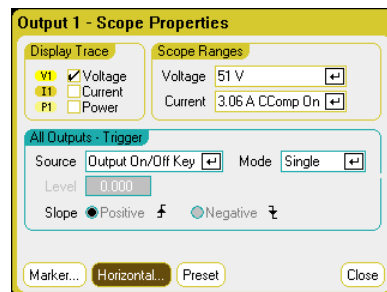 Output 1 - Scope Properties
Display Trace
V1 Voltage
I1 Current
P1 Power
Scope Ranges
Voltage 51 V
Current 3.06 A CComp On
All Outputs - Trigger
Source Output On/Off Key Mode Single
Level 0.000
Slope Positive Negative
Marker... Horizontal... Preset Close